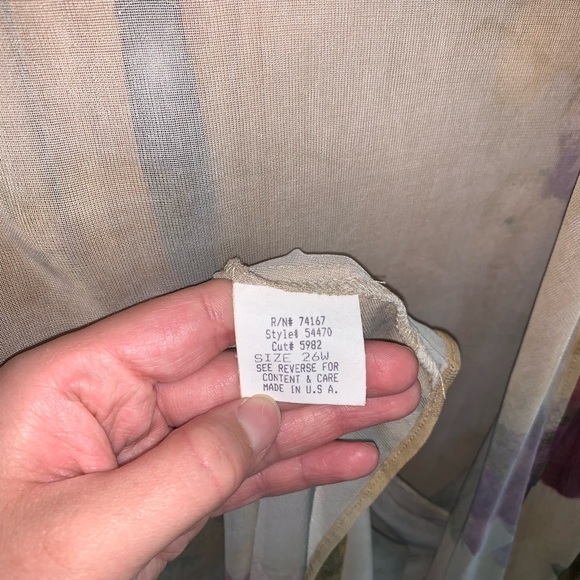 R/N# 74167
Style# 54470
Cut# 5982
SIZE 26W
SEE REVERSE FOR
CONTENT & CARE
MADE IN U.S A.